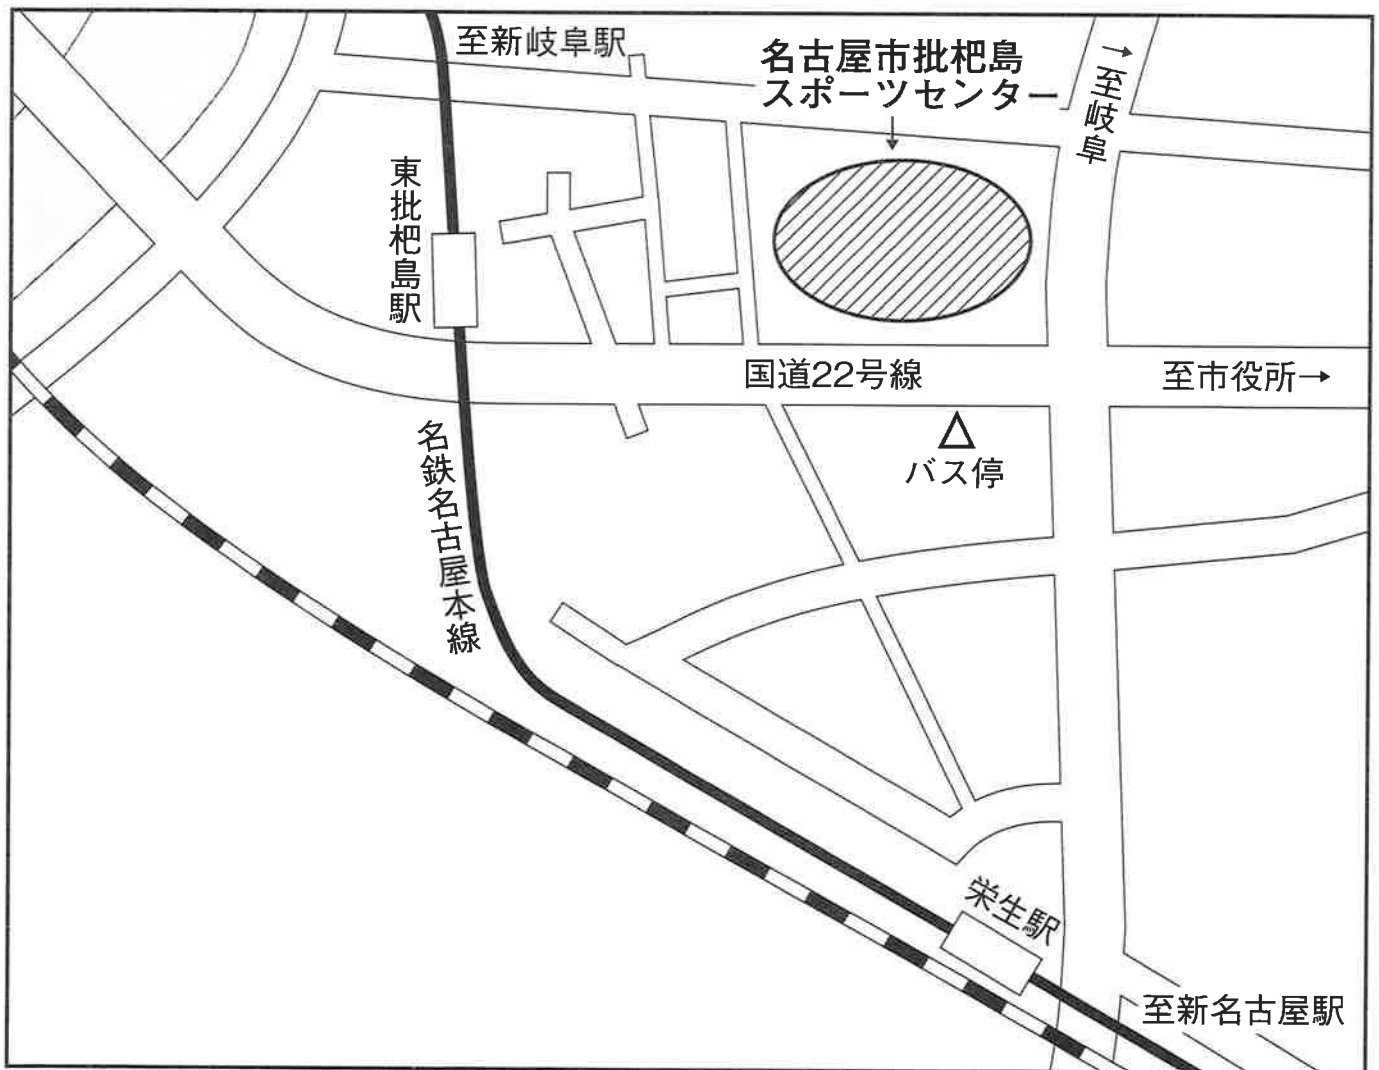 至新岐阜駅
名古屋市批杷島
スポーツセンター
→至岐阜
東批杷島駅
国道22号線
至市役所→
バス停
名鉄名古屋本線
栄生駅
至新名古屋駅